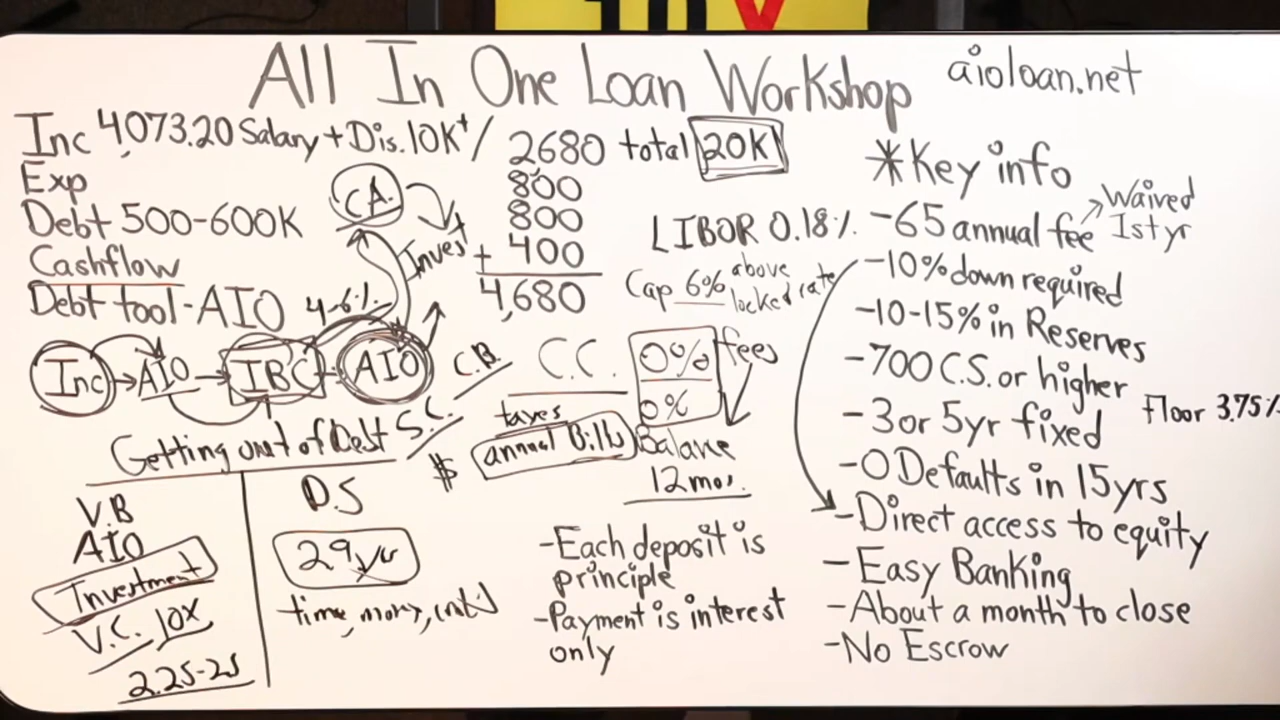 All In One Loan Workshop
aioloan.net
Inc 4,073.20 Salary + Dis. 10K+ / 2680 total 20K
Exp
Debt 500-600K
Cashflow
Debt tool - AIO 4-6%
C.A.
Inves
800
800
+ 400
4,680
LIBOR 0.18%
Cap 6% above locked rate
Inc → AIO → IBC → AIO
C.B.
S.C.
$
C.C.
0% fees
0%
Balance
12 mos.
taxes
annual Bills
Getting out of Debt
V.B
AIO
Investment
V.C. 10X
2.25-25
D.S
29 yr
time, money,
-Each deposit is
principle
-Payment is interest
only
*Key info
-65 annual fee
Waived
1st yr
-10% down required
-10-15% in Reserves
-700 C.S. or higher
-3 or 5yr fixed
Floor 3.75%
-0 Defaults in 15yrs
-Direct access to equity
-Easy Banking
-About a month to close
-No Escrow